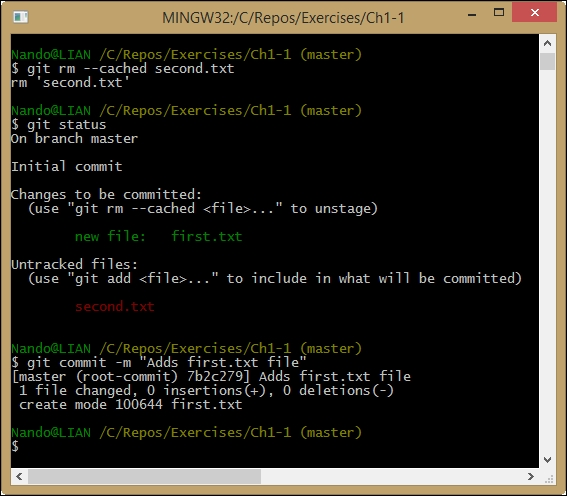 MINGW32:/C/Repos/Exercises/Ch1-1
Nando@LIAN /C/Repos/Exercises/Ch1-1 (master)
$ git rm --cached second.txt
rm 'second.txt'
Nando@LIAN /C/Repos/Exercises/Ch1-1 (master)
$ git status
On branch master
Initial commit
Changes to be committed:
(use "git rm --cached <file>..." to unstage)
new file: first.txt
Untracked files:
(use "git add <file>..." to include in what will be committed)
second.txt
Nando@LIAN /C/Repos/Exercises/Ch1-1 (master)
$ git commit -m "Adds first.txt file"
[master (root-commit) 7b2c279] Adds first.txt file
1 file changed, 0 insertions(+), 0 deletions(-)
create mode 100644 first.txt
Nando@LIAN /C/Repos/Exercises/Ch1-1 (master)
$